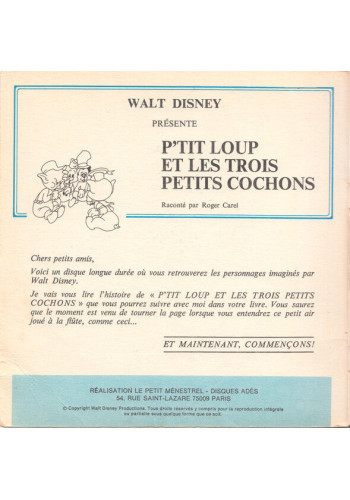 WALT DISNEY
PRÉSENTE
P'TIT LOUP
ET LES TROIS
PETITS COCHONS
Raconté par Roger Carel
Chers petits amis,
Voici un disque longue durée où vous retrouverez les personnages imaginés par
Walt Disney.
Je vais vous lire l'histoire de « P'TIT LOUP ET LES TROIS PETITS
COCHONS » que vous pourrez suivre avec moi dans votre livre. Vous saurez
que le moment est venu de tourner la page lorsque vous entendrez ce petit air
joué à la flûte, comme ceci...
ET MAINTENANT, COMMENÇONS!
RÉALISATION LE PETIT MÉNESTREL - DISQUES ADÈS
54, RUE SAINT-LAZARE 75009 PARIS
© Copyright Walt Disney Productions. Tous droits réservés y compris pour la reproduction intégrale
ou partielle sous quelque forme que ce soit.